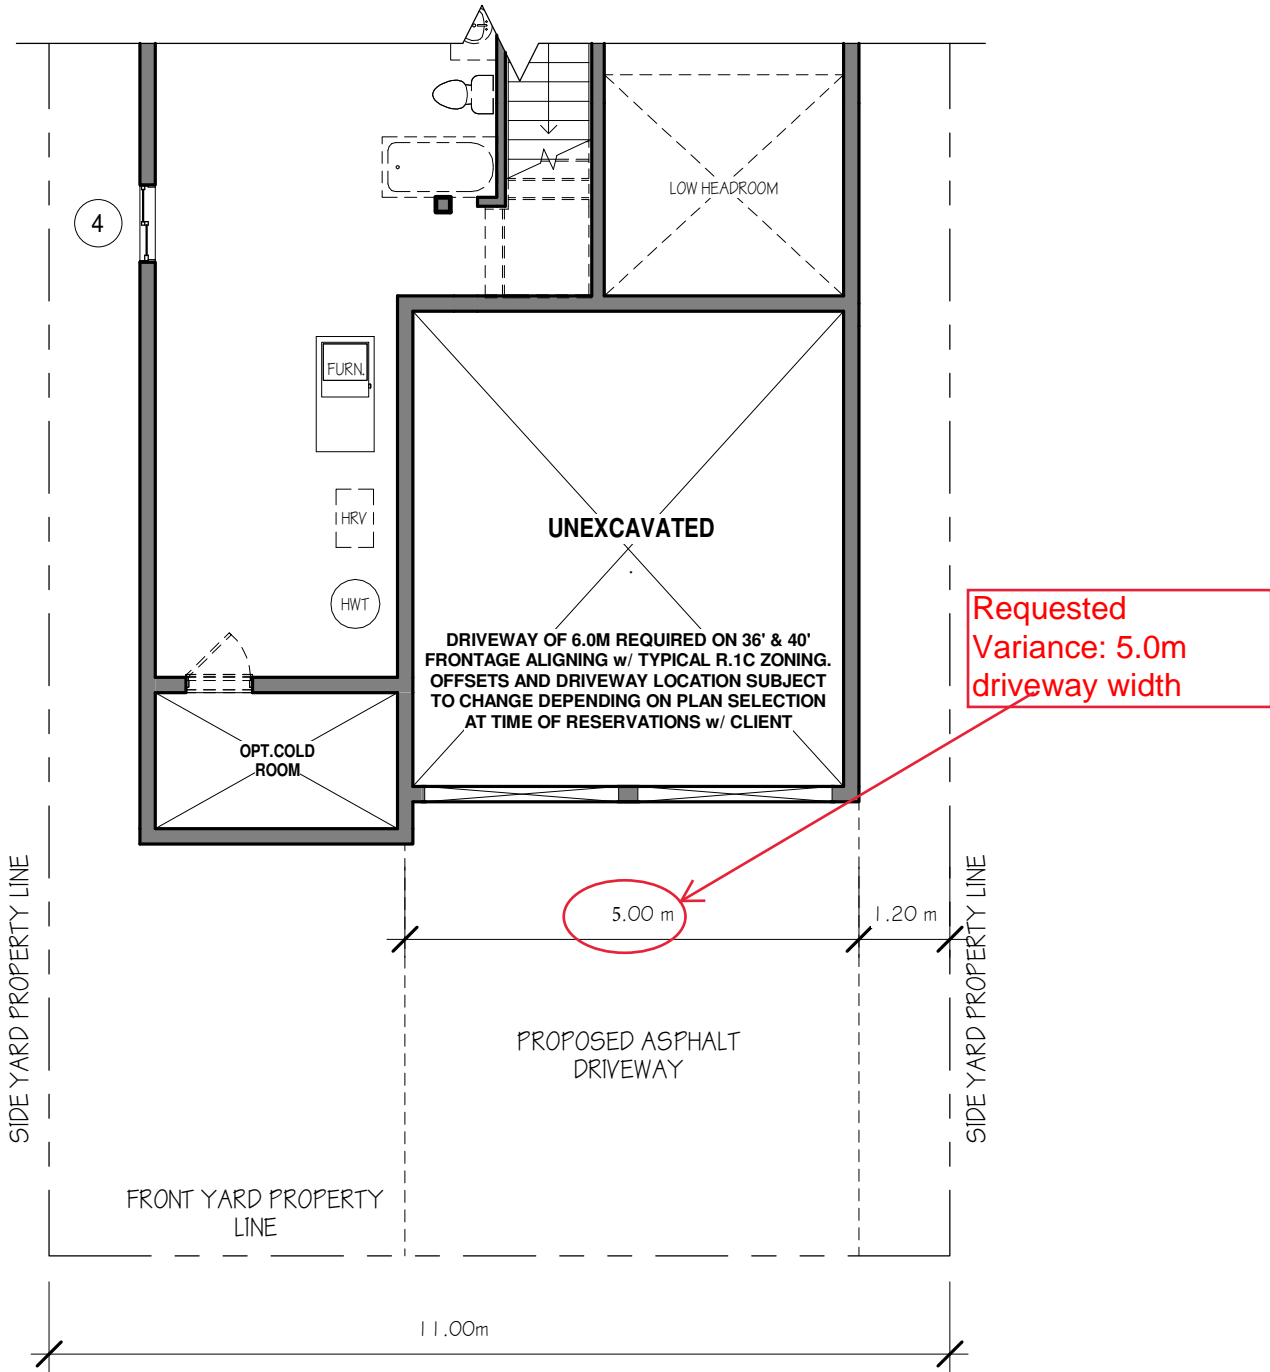 LOW HEADROOM
4
FURN.
HRV
HWT
UNEXCAVATED
DRIVEWAY OF 6.0M REQUIRED ON 36' & 40'
FRONTAGE ALIGNING w/ TYPICAL R.1C ZONING.
OFFSETS AND DRIVEWAY LOCATION SUBJECT
TO CHANGE DEPENDING ON PLAN SELECTION
AT TIME OF RESERVATIONS w/ CLIENT
Requested
Variance: 5.0m
driveway width
OPT.COLD
ROOM
SIDE YARD PROPERTY LINE
5.00 m
1.20 m
SIDE YARD PROPERTY LINE
PROPOSED ASPHALT
DRIVEWAY
FRONT YARD PROPERTY
LINE
11.00m